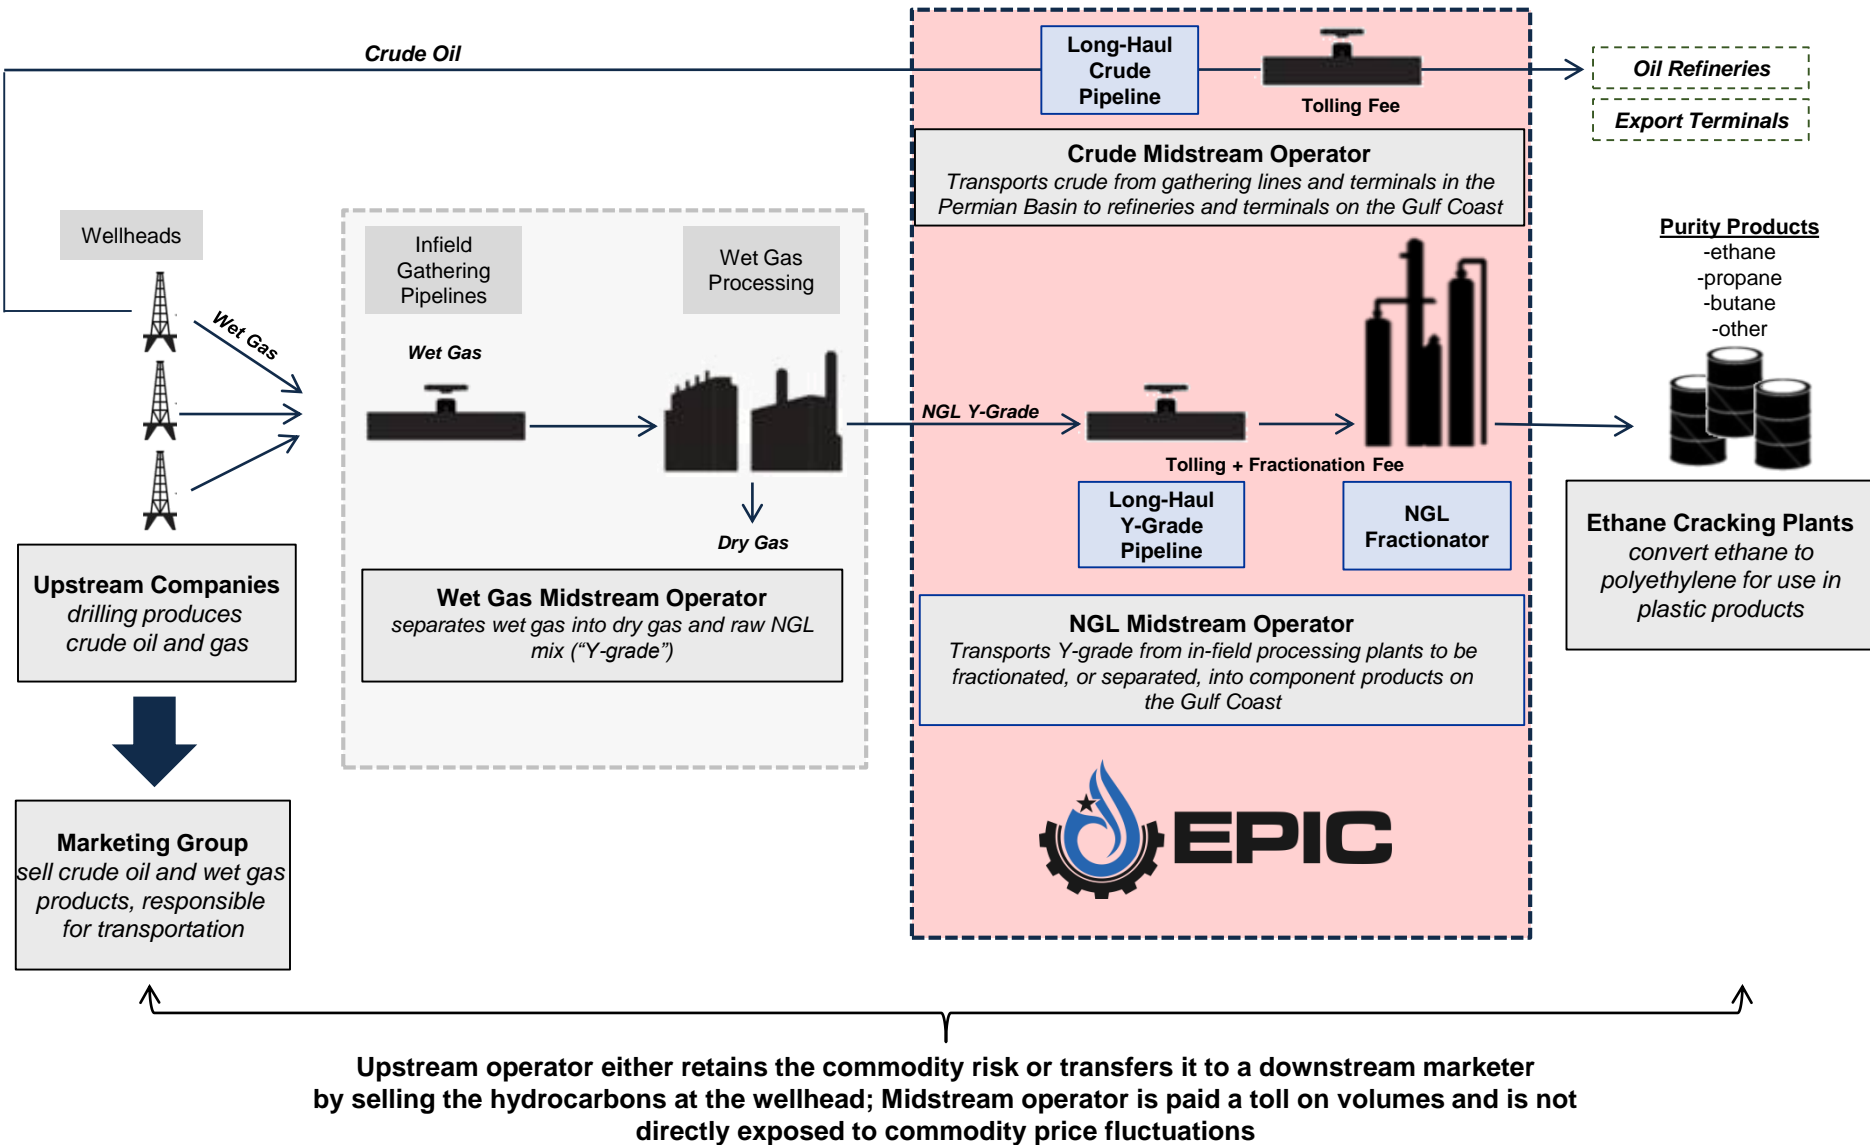 Crude Oil
Long-Haul
Crude
Pipeline
Tolling Fee
Oil Refineries
Export Terminals
Crude Midstream Operator
Transports crude from gathering lines and terminals in the
Permian Basin to refineries and terminals on the Gulf Coast
Wellheads
Wet Gas
Infield
Gathering
Pipelines
Wet Gas
Processing
Wet Gas
Dry Gas
NGL Y-Grade
Tolling + Fractionation Fee
Long-Haul
Y-Grade
Pipeline
NGL
Fractionator
Purity Products
-ethane
-propane
-butane
-other
Upstream Companies
drilling produces
crude oil and gas
Wet Gas Midstream Operator
separates wet gas into dry gas and raw NGL
mix (“Y-grade”)
NGL Midstream Operator
Transports Y-grade from in-field processing plants to be
fractionated, or separated, into component products on
the Gulf Coast
Ethane Cracking Plants
convert ethane to
polyethylene for use in
plastic products
Marketing Group
sell crude oil and wet gas
products, responsible
for transportation
EPIC
Upstream operator either retains the commodity risk or transfers it to a downstream marketer
by selling the hydrocarbons at the wellhead; Midstream operator is paid a toll on volumes and is not
directly exposed to commodity price fluctuations